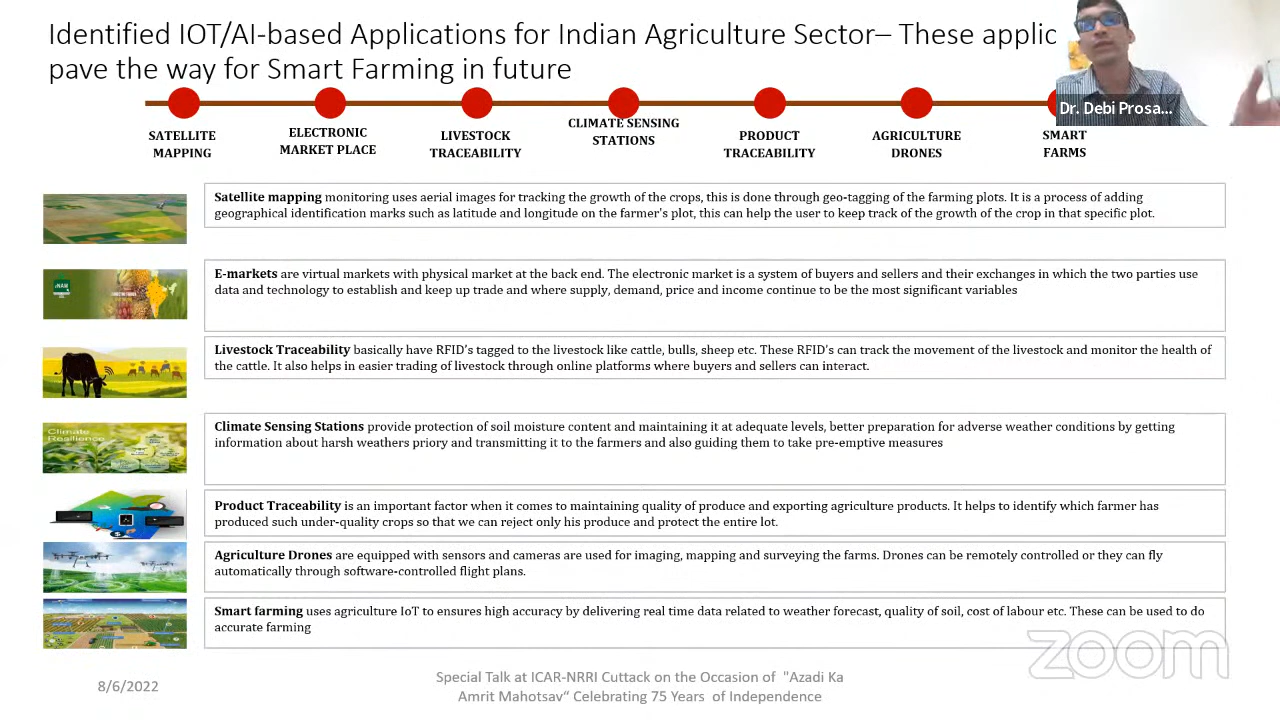 Identified IOT/AI-based Applications for Indian Agriculture Sector– These applic
pave the way for Smart Farming in future
Dr. Debi Prosa...
SATELLITE
MAPPING
ELECTRONIC
MARKET PLACE
LIVESTOCK
TRACEABILITY
CLIMATE SENSING
STATIONS
PRODUCT
TRACEABILITY
AGRICULTURE
DRONES
SMART
FARMS
Satellite mapping monitoring uses aerial images for tracking the growth of the crops, this is done through geo-tagging of the farming plots. It is a process of adding
geographical identification marks such as latitude and longitude on the farmer's plot, this can help the user to keep track of the growth of the crop in that specific plot.
E-markets are virtual markets with physical market at the back end. The electronic market is a system of buyers and sellers and their exchanges in which the two parties use
data and technology to establish and keep up trade and where supply, demand, price and income continue to be the most significant variables
Livestock Traceability basically have RFID's tagged to the livestock like cattle, bulls, sheep etc. These RFID's can track the movement of the livestock and monitor the health of
the cattle. It also helps in easier trading of livestock through online platforms where buyers and sellers can interact.
Climate
Resilience
Climate Sensing Stations provide protection of soil moisture content and maintaining it at adequate levels, better preparation for adverse weather conditions by getting
information about harsh weathers priory and transmitting it to the farmers and also guiding them to take pre-emptive measures
Product Traceability is an important factor when it comes to maintaining quality of produce and exporting agriculture products. It helps to identify which farmer has
produced such under-quality crops so that we can reject only his produce and protect the entire lot.
Agriculture Drones are equipped with sensors and cameras are used for imaging, mapping and surveying the farms. Drones can be remotely controlled or they can fly
automatically through software-controlled flight plans.
Smart farming uses agriculture IoT to ensures high accuracy by delivering real time data related to weather forecast, quality of soil, cost of labour etc. These can be used to do
accurate farming
zoom
8/6/2022
Special Talk at ICAR-NRRI Cuttack on the Occasion of "Azadi Ka
Amrit Mahotsav“ Celebrating 75 Years of Independence